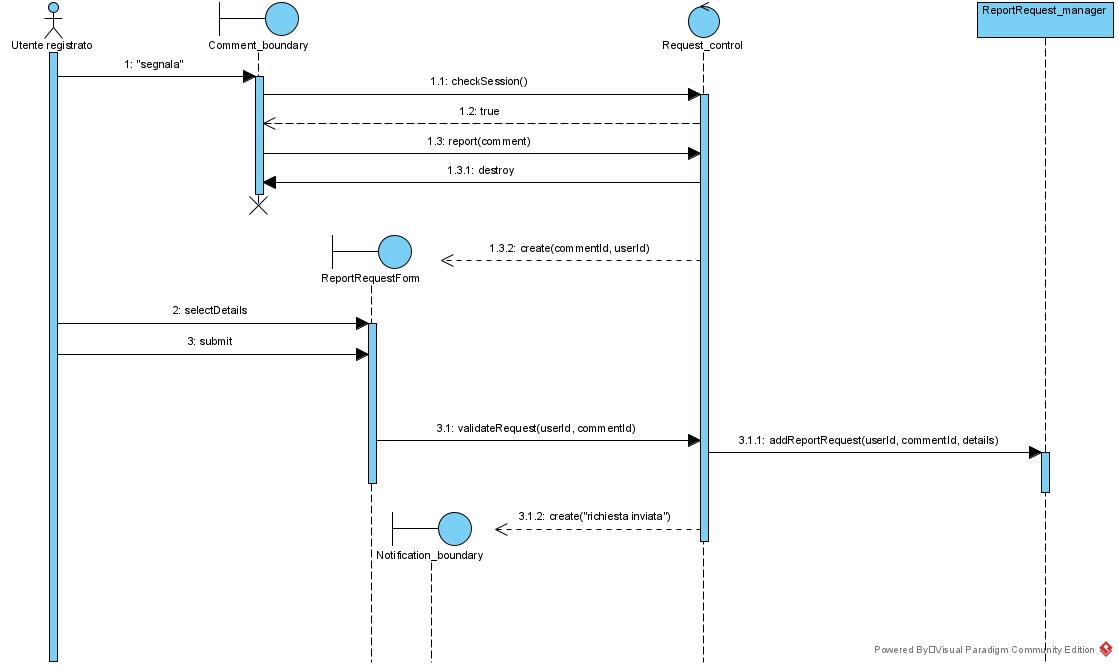 ReportRequest_manager
Utente registrato
Comment_boundary
Request_control
1: "segnala"
1.1: checkSession()
1.2: true
1.3: report(comment)
1.3.1: destroy
1.3.2: create(commentId, userId)
ReportRequestForm
2: selectDetails
3: submit
3.1: validateRequest(userId, commentId)
3.1.1: addReportRequest(userId, commentId, details)
3.1.2: create("richiesta inviata")
Notification_boundary
Powered By Visual Paradigm Community Edition